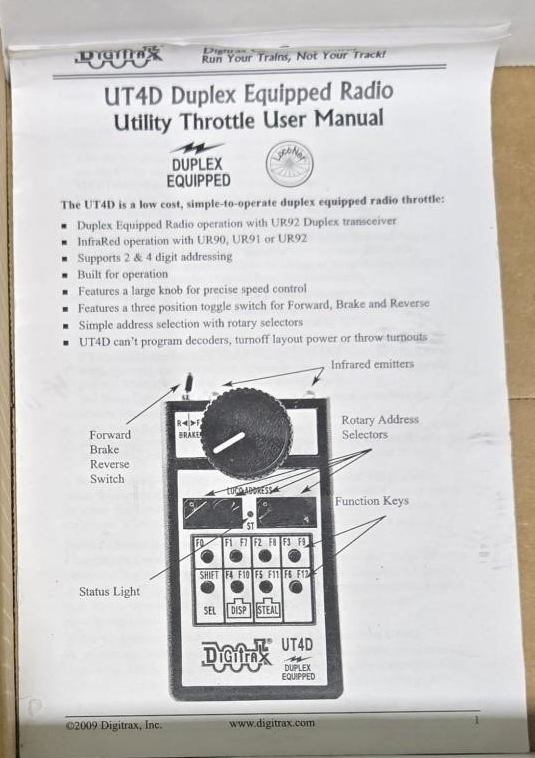 DIGITRAX
Run Your Trains, Not Your Track!
UT4D Duplex Equipped Radio
Utility Throttle User Manual
DUPLEX
EQUIPPED
LocoNet
The UT4D is a low cost, simple-to-operate duplex equipped radio throttle:
▪ Duplex Equipped Radio operation with UR92 Duplex transceiver
▪ InfraRed operation with UR90, UR91 or UR92
▪ Supports 2 & 4 digit addressing
▪ Built for operation
▪ Features a large knob for precise speed control
▪ Features a three position toggle switch for Forward, Brake and Reverse
▪ Simple address selection with rotary selectors
▪ UT4D can't program decoders, turnoff layout power or throw turnouts
Infrared emitters
Rotary Address
Selectors
Forward
Brake
Reverse
Switch
R◄►F
BRAKE
LOCO ADDRESS
ST
Function Keys
F0 F1 F7 F2 F8 F3 F9
SHIFT F4 F10 F5 F11 F6 F12
SEL DISP STEAL
Status Light
DIGITRAX®
UT4D
DUPLEX
EQUIPPED
©2009 Digitrax, Inc. www.digitrax.com 1